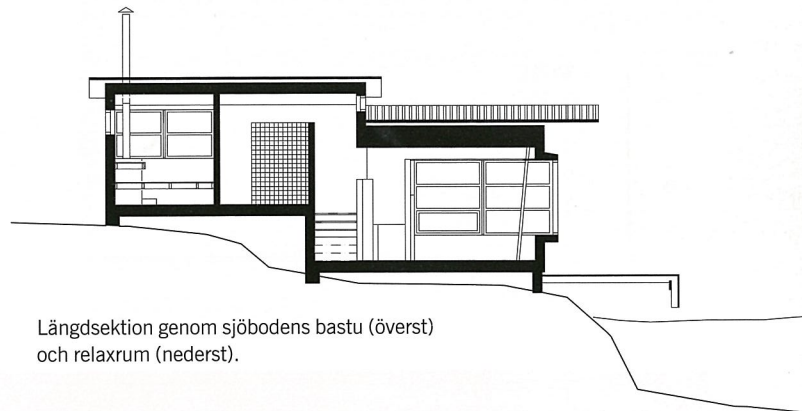 Längdsektion genom sjöbodens bastu (överst)
och relaxrum (nederst).